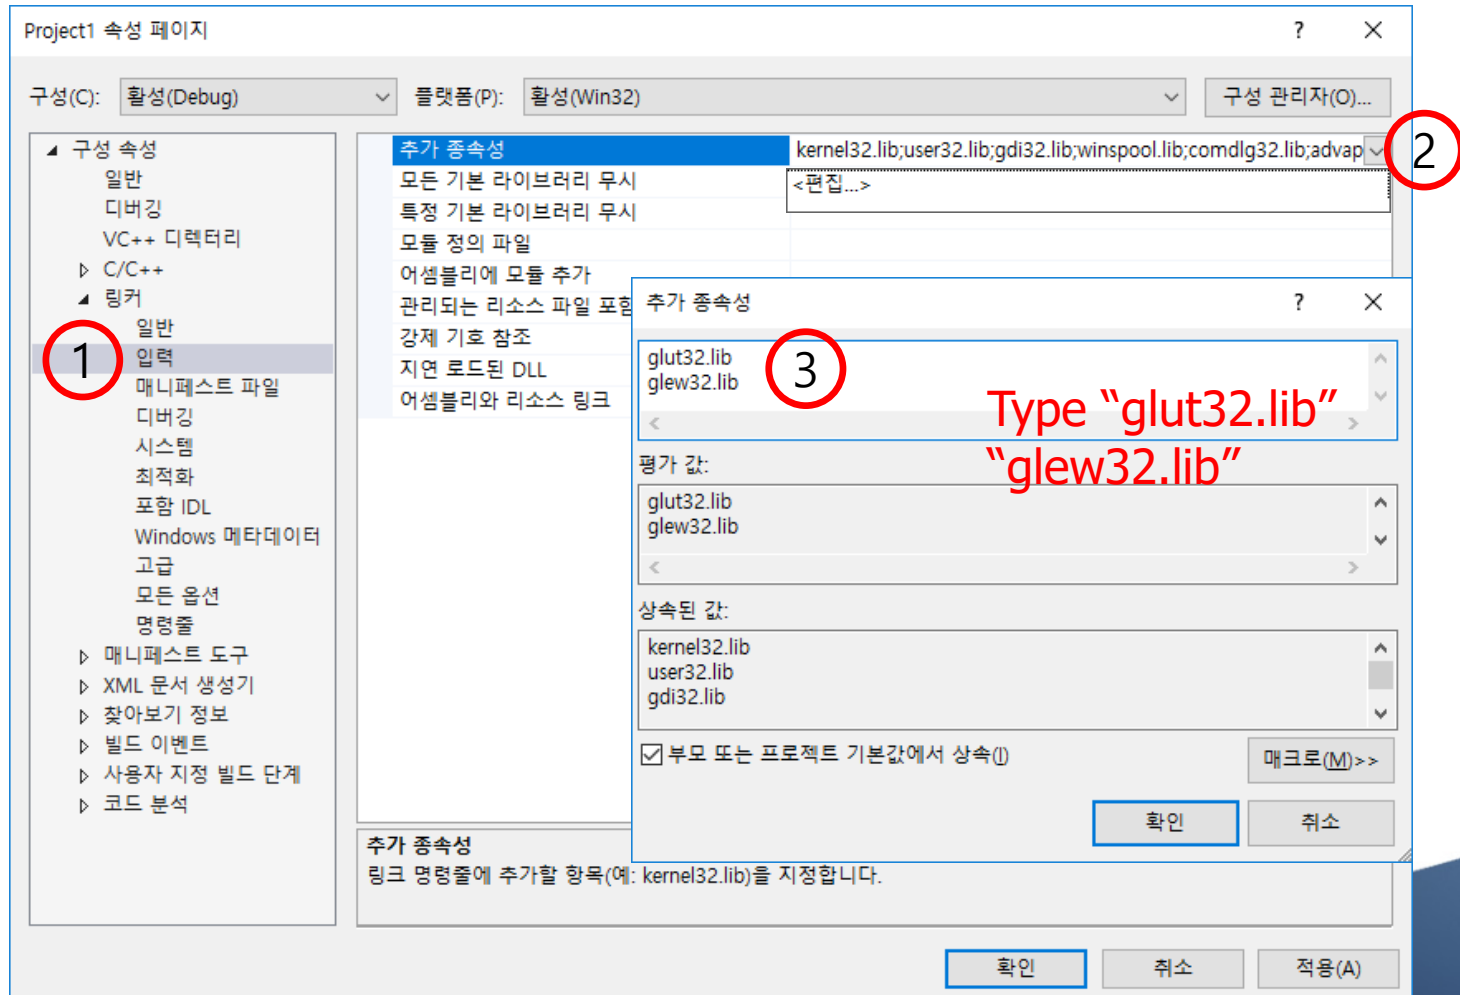 Project1 속성 페이지
?
구성(C):
활성(Debug)
플랫폼(P):
활성(Win32)
구성 관리자(O)...
구성 속성
일반
디버깅
VC++ 디렉터리
C/C++
링커
일반
1
입력
매니페스트 파일
디버깅
시스템
최적화
포함 IDL
Windows 메타데이터
고급
모든 옵션
명령줄
매니페스트 도구
XML 문서 생성기
찾아보기 정보
빌드 이벤트
사용자 지정 빌드 단계
코드 분석
추가 종속성
kernel32.lib;user32.lib;gdi32.lib;winspool.lib;comdlg32.lib;advap
2
모든 기본 라이브러리 무시
<편집...>
특정 기본 라이브러리 무시
모듈 정의 파일
어셈블리에 모듈 추가
관리되는 리소스 파일 포함
강제 기호 참조
지연 로드된 DLL
어셈블리와 리소스 링크
추가 종속성
?
glut32.lib
glew32.lib
3
Type “glut32.lib”
“glew32.lib”
평가 값:
glut32.lib
glew32.lib
상속된 값:
kernel32.lib
user32.lib
gdi32.lib
부모 또는 프로젝트 기본값에서 상속(I)
매크로(M)>>
확인
취소
추가 종속성
링크 명령줄에 추가할 항목(예: kernel32.lib)을 지정합니다.
확인
취소
적용(A)